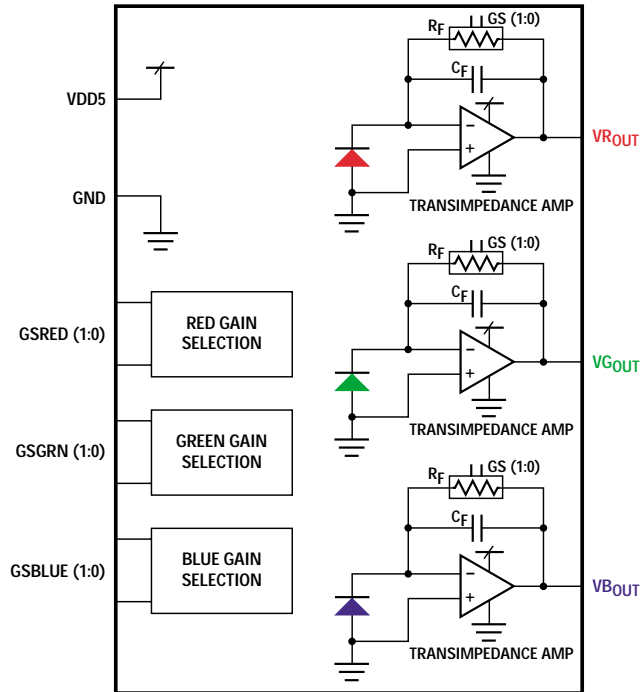 VDD5
GND
GSRED (1:0)
RED GAIN
SELECTION
GSGRN (1:0)
GREEN GAIN
SELECTION
GSBLUE (1:0)
BLUE GAIN
SELECTION
RF GS (1:0)
CF
VROUT
TRANSIMPEDANCE AMP
RF GS (1:0)
CF
VGOUT
TRANSIMPEDANCE AMP
RF GS (1:0)
CF
VBOUT
TRANSIMPEDANCE AMP